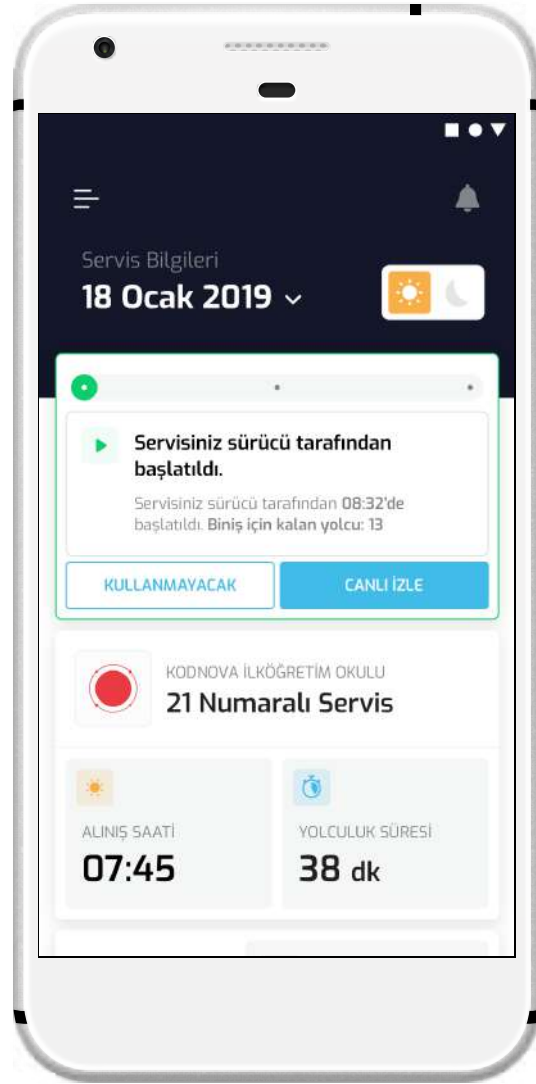 Servis Bilgileri
18 Ocak 2019
Servisiniz sürücü tarafından
başlatıldı.
Servisiniz sürücü tarafından 08:32'de
başlatıldı. Biniş için kalan yolcu: 13
KULLANMAYACAK
CANLI İZLE
KODNOVA İLKÖĞRETİM OKULU
21 Numaralı Servis
ALINIŞ SAATİ
YOLCULUK SÜRESİ
07:45
38 dk